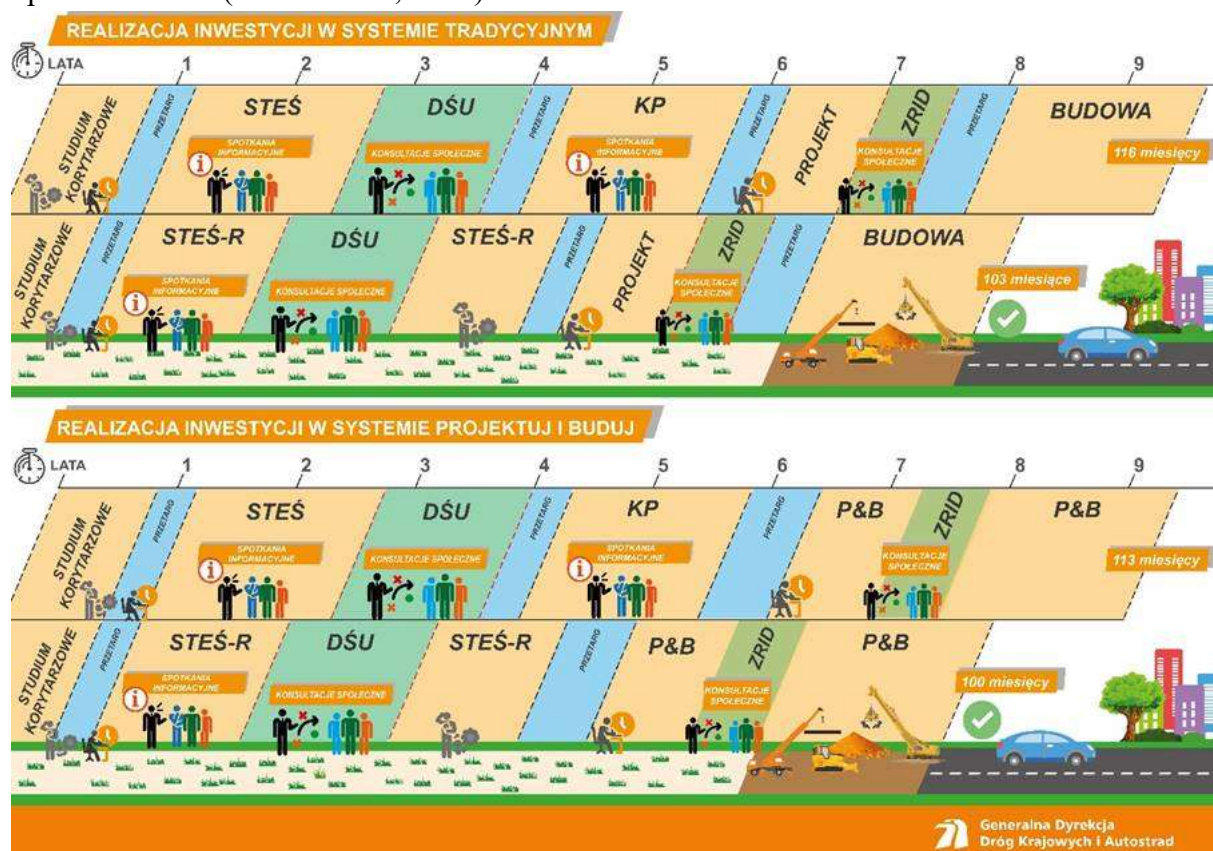 REALIZACJA INWESTYCJI W SYSTEMIE TRADYCYJNYM
LATA
1 2 3 4 5 6 7 8 9
STUDIUM KORYTARZOWE
PRZETARG
STEŚ
SPOTKANIA INFORMACYJNE
DŚU
KONSULTACJE SPOŁECZNE
PRZETARG
KP
SPOTKANIA INFORMACYJNE
PRZETARG
PROJEKT
ZRID
KONSULTACJE SPOŁECZNE
PRZETARG
BUDOWA
116 miesięcy
STUDIUM KORYTARZOWE
PRZETARG
STEŚ-R
SPOTKANIA INFORMACYJNE
DŚU
KONSULTACJE SPOŁECZNE
STEŚ-R
PRZETARG
PROJEKT
ZRID
KONSULTACJE SPOŁECZNE
PRZETARG
BUDOWA
103 miesiące
REALIZACJA INWESTYCJI W SYSTEMIE PROJEKTUJ I BUDUJ
LATA
1 2 3 4 5 6 7 8 9
STUDIUM KORYTARZOWE
PRZETARG
STEŚ
SPOTKANIA INFORMACYJNE
DŚU
KONSULTACJE SPOŁECZNE
PRZETARG
KP
SPOTKANIA INFORMACYJNE
PRZETARG
P&B
ZRID
KONSULTACJE SPOŁECZNE
P&B
113 miesięcy
STUDIUM KORYTARZOWE
PRZETARG
STEŚ-R
SPOTKANIA INFORMACYJNE
DŚU
KONSULTACJE SPOŁECZNE
STEŚ-R
PRZETARG
P&B
ZRID
KONSULTACJE SPOŁECZNE
P&B
100 miesięcy
Generalna Dyrekcja
Dróg Krajowych i Autostrad